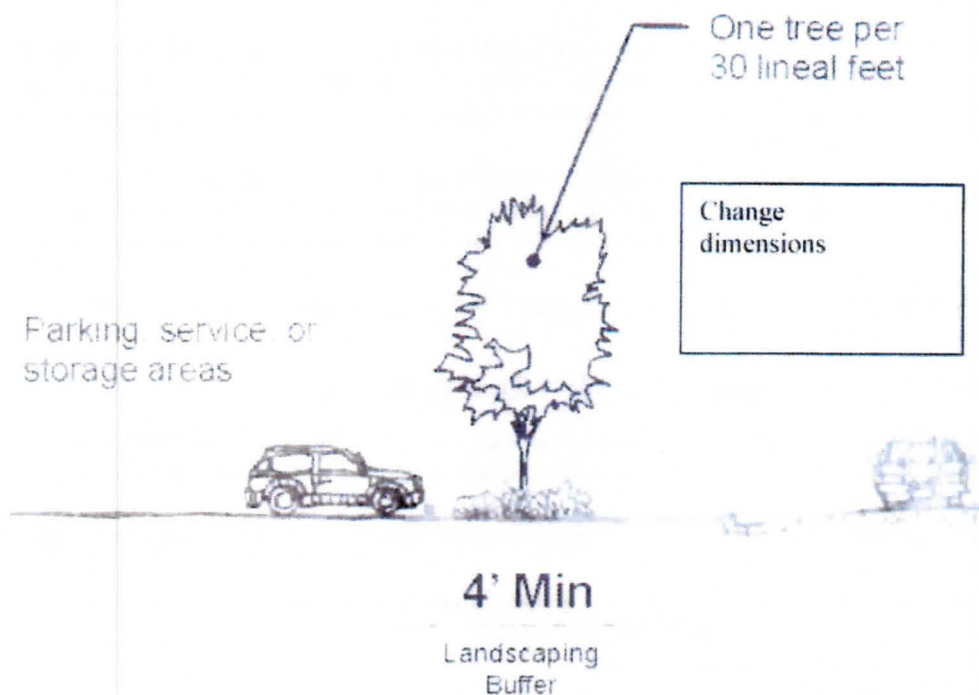 One tree per
30 lineal feet
Change
dimensions
Parking, service, or
storage areas
4' Min
Landscaping
Buffer